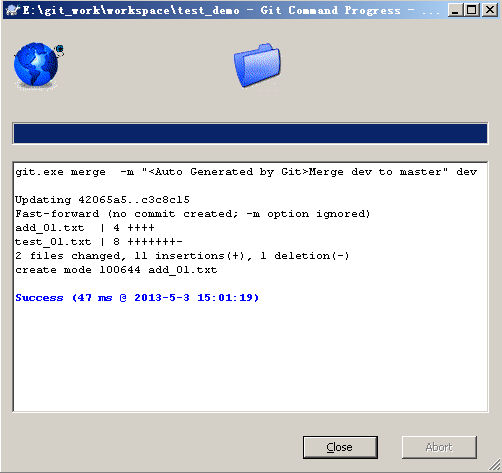 E:\git_work\workspace\test_demo - Git Command Progress - ...
git.exe merge  -m "<Auto Generated by Git>Merge dev to master" dev
Updating 42065a5..c3c8c15
Fast-forward (no commit created; -m option ignored)
add_01.txt  | 4 ++++
test_01.txt | 8 +++++++-
2 files changed, 11 insertions(+), 1 deletion(-)
create mode 100644 add_01.txt
Success (47 ms @ 2013-5-3 15:01:19)
Close
Abort